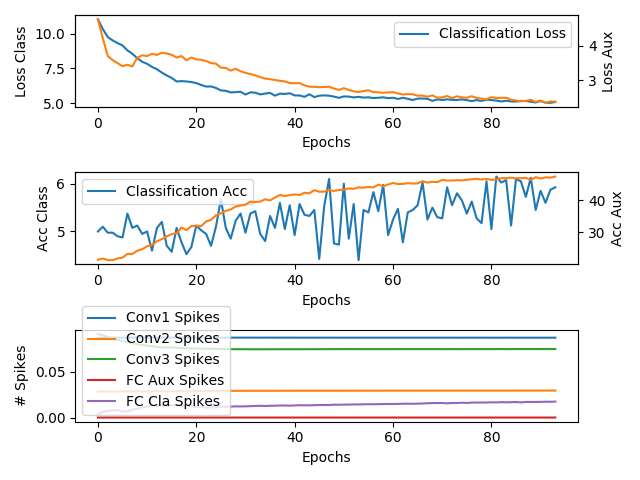 Loss Class
10.0
7.5
5.0
Classification Loss
4
3
Loss Aux
0 20 40 60 80
Epochs
Acc Class
6
5
Classification Acc
40
30
Acc Aux
0 20 40 60 80
Epochs
# Spikes
0.05
0.00
Conv1 Spikes
Conv2 Spikes
Conv3 Spikes
FC Aux Spikes
FC Cla Spikes
0 20 40 60 80
Epochs